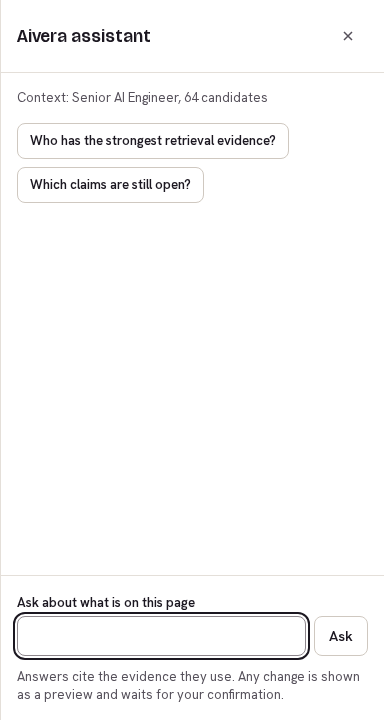 Aivera assistant
Context: Senior AI Engineer, 64 candidates
Who has the strongest retrieval evidence?
Which claims are still open?
Ask about what is on this page
Ask
Answers cite the evidence they use. Any change is shown
as a preview and waits for your confirmation.